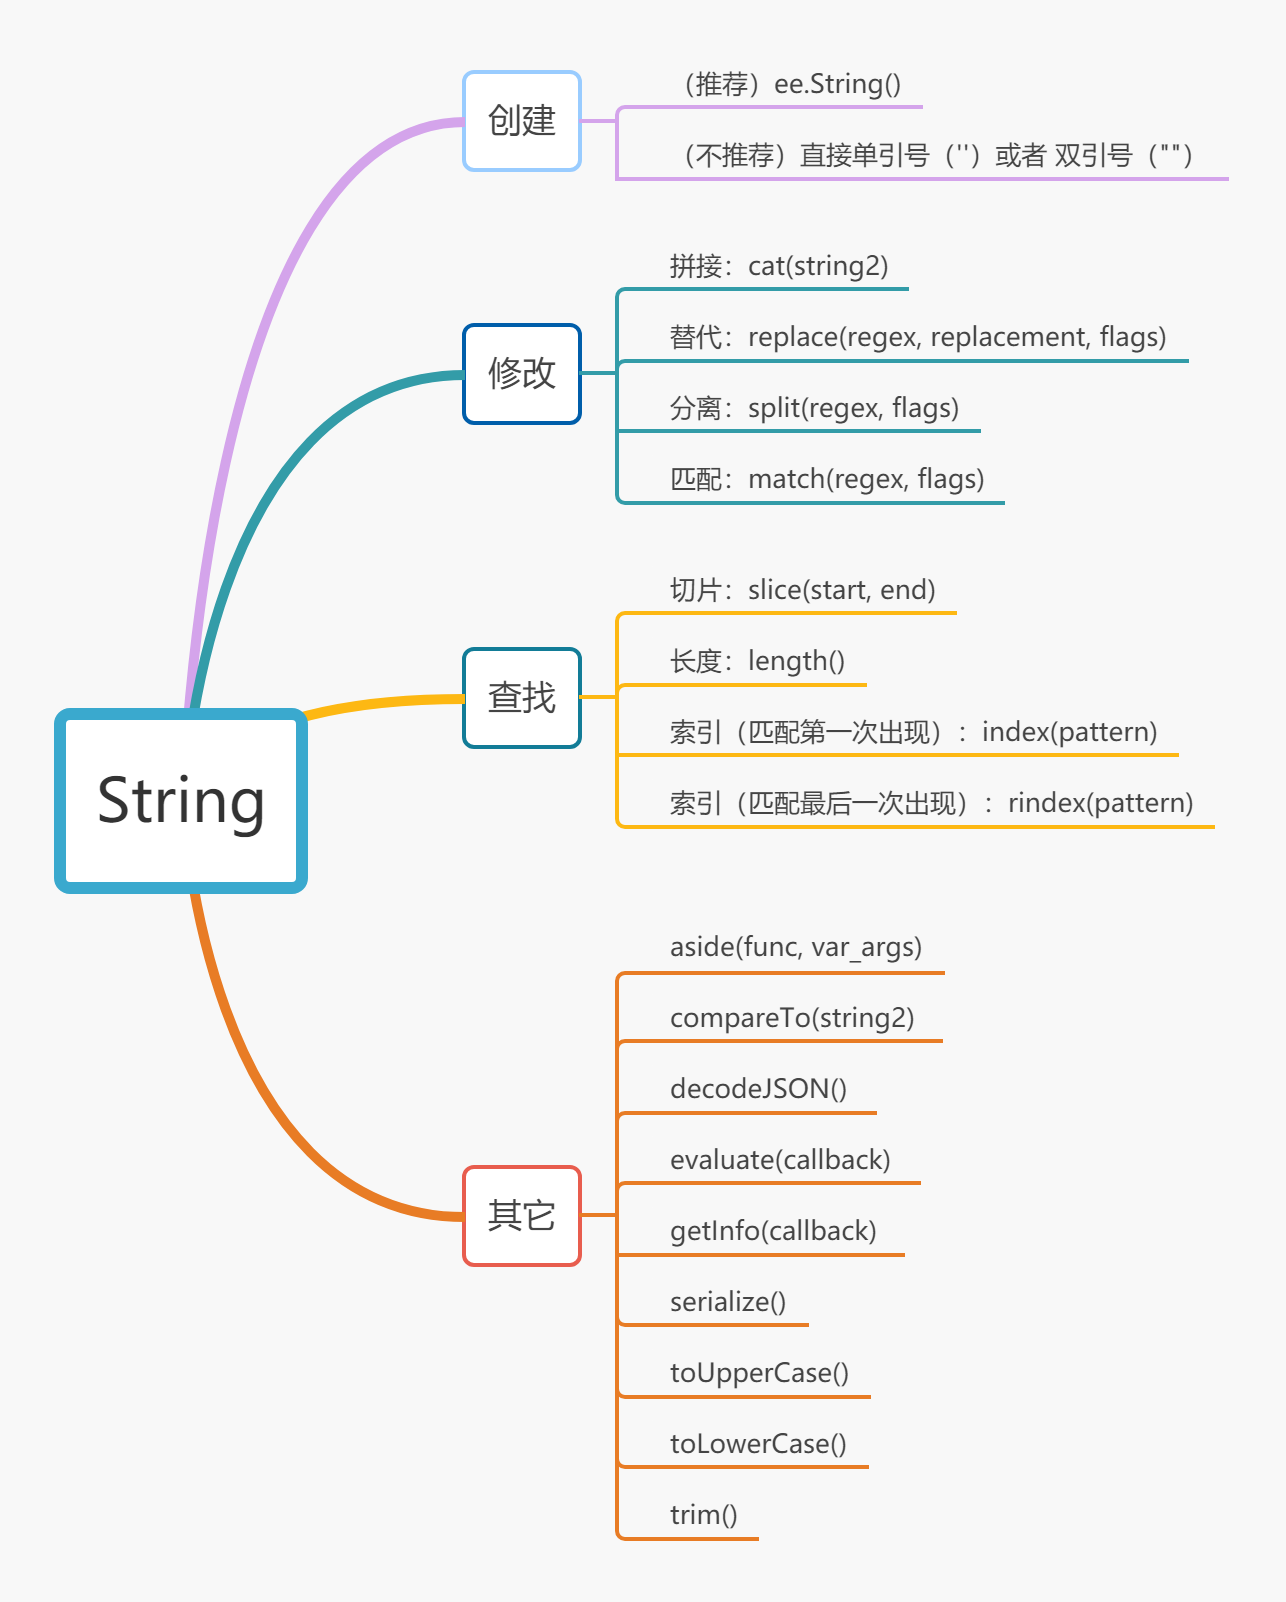 String
创建
（推荐）ee.String()
（不推荐）直接单引号（''）或者 双引号（""）
修改
拼接：cat(string2)
替代：replace(regex, replacement, flags)
分离：split(regex, flags)
匹配：match(regex, flags)
查找
切片：slice(start, end)
长度：length()
索引（匹配第一次出现）：index(pattern)
索引（匹配最后一次出现）：rindex(pattern)
其它
aside(func, var_args)
compareTo(string2)
decodeJSON()
evaluate(callback)
getInfo(callback)
serialize()
toUpperCase()
toLowerCase()
trim()